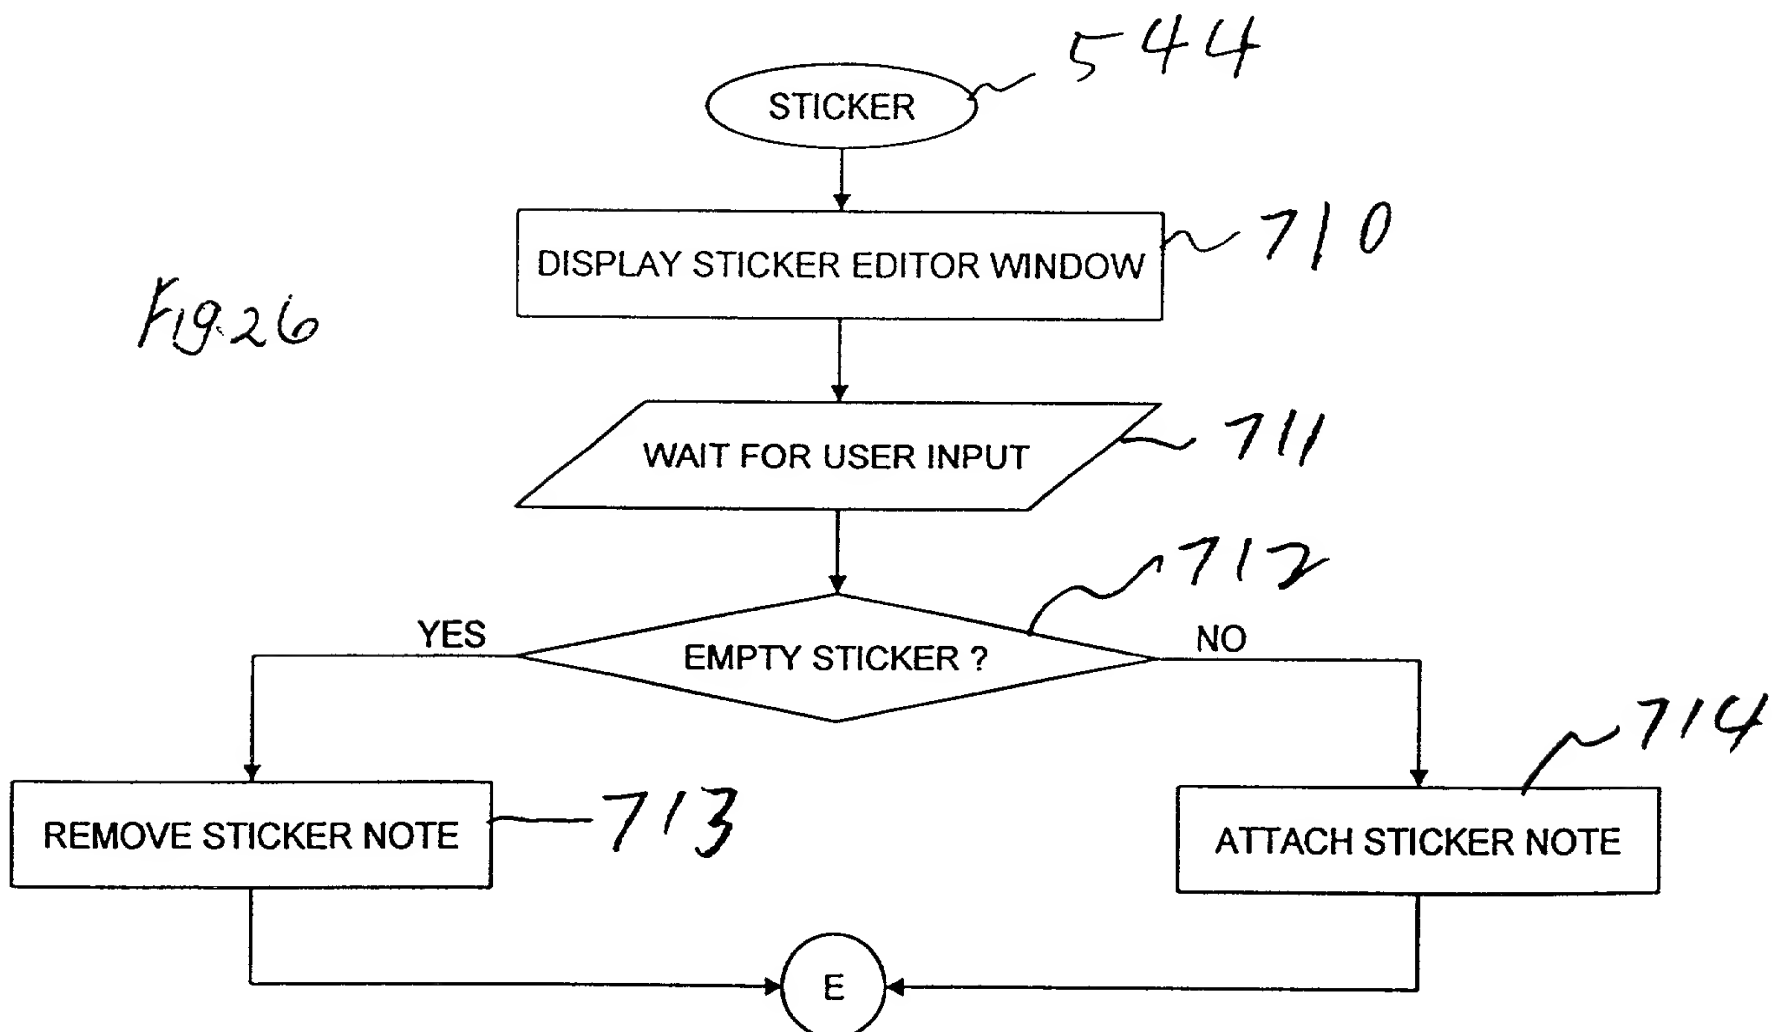 544
STICKER
710
DISPLAY STICKER EDITOR WINDOW
Fig.26
711
WAIT FOR USER INPUT
712
YES
NO
EMPTY STICKER ?
714
713
REMOVE STICKER NOTE
ATTACH STICKER NOTE
E